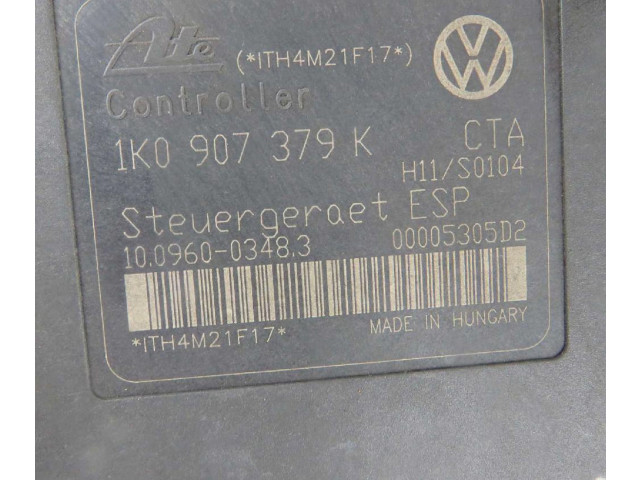 Ate (*ITH4M21F17*)
Controller
1K0 907 379 K CTA
H11/S0104
Steuergeraet ESP
10.0960-0348.3 00005305D2
*ITH4M21F17* MADE IN HUNGARY